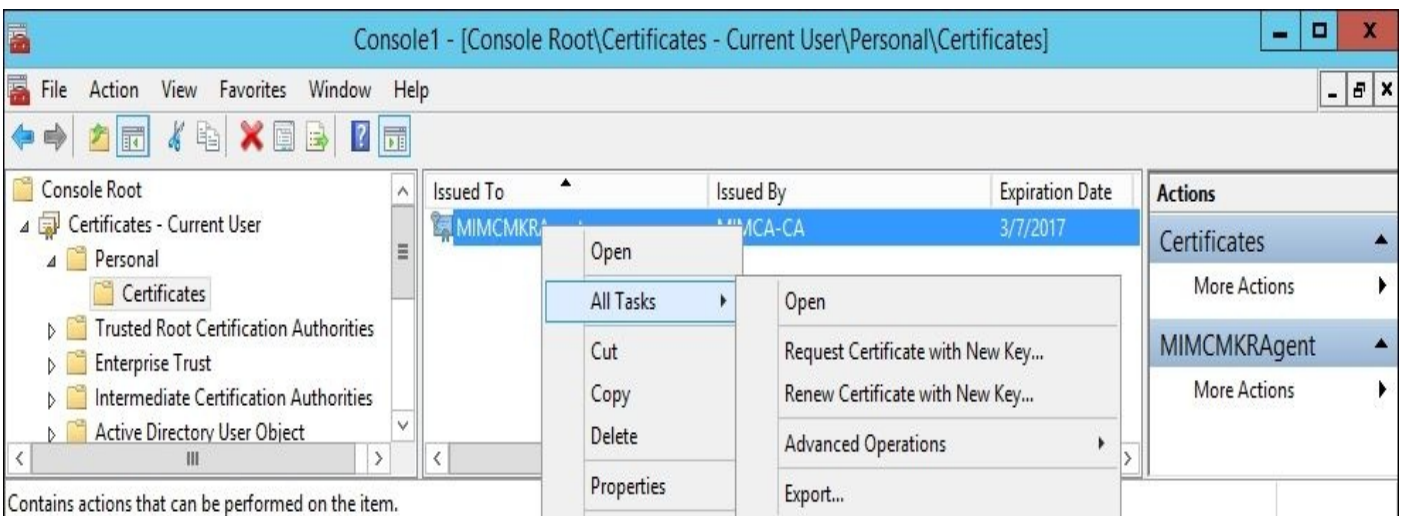 Console1 - [Console Root\Certificates - Current User\Personal\Certificates]
File Action View Favorites Window Help
Console Root
Certificates - Current User
Personal
Certificates
Trusted Root Certification Authorities
Enterprise Trust
Intermediate Certification Authorities
Active Directory User Object
Issued To Issued By Expiration Date
MIMCA-CA 3/7/2017
Open
All Tasks
Cut
Copy
Delete
Properties
Open
Request Certificate with New Key...
Renew Certificate with New Key...
Advanced Operations
Export...
Actions
Certificates
More Actions
MIMCMKRAgent
More Actions
Contains actions that can be performed on the item.